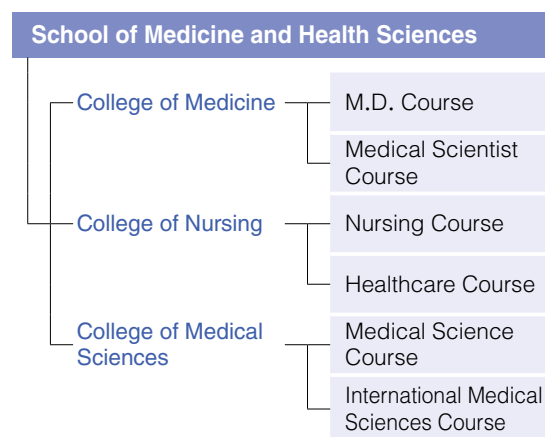 School of Medicine and Health Sciences
College of Medicine
M.D. Course
Medical Scientist
Course
College of Nursing
Nursing Course
Healthcare Course
College of Medical
Sciences
Medical Science
Course
International Medical
Sciences Course